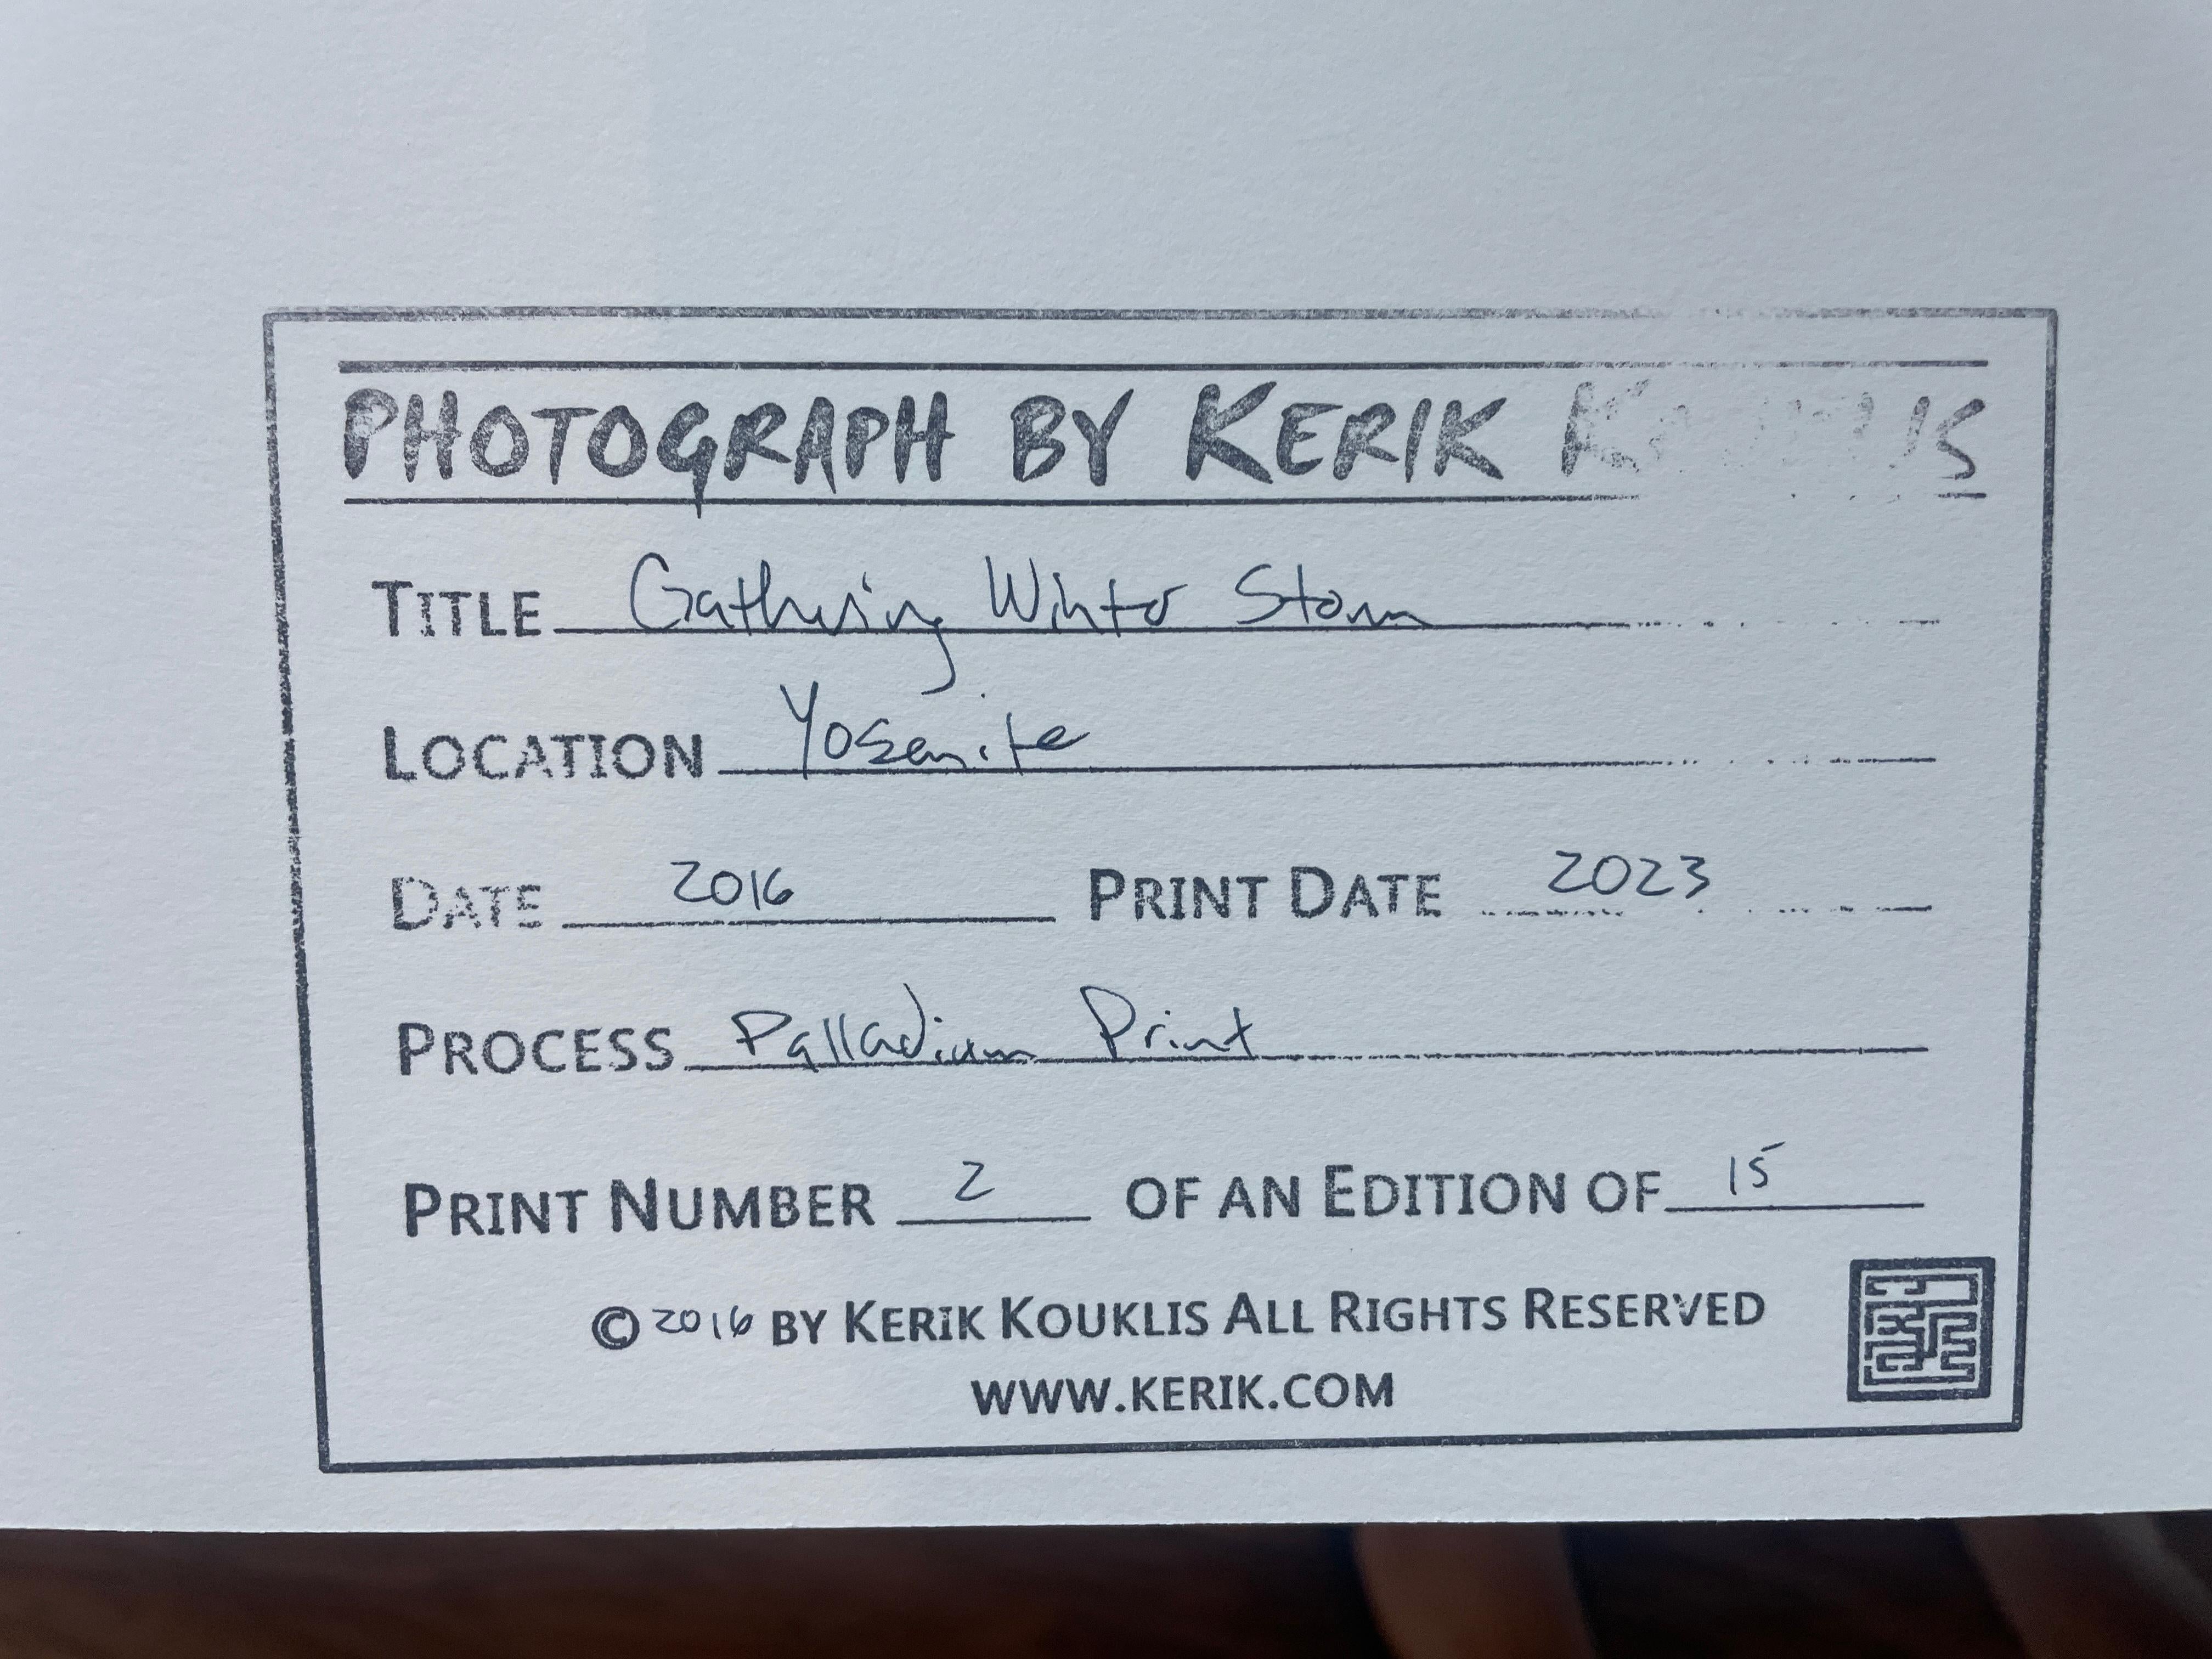 PHOTOGRAPH BY KERIK
TITLE Gathering Winter Storm
LOCATION Yosemite
DATE 2016 PRINT DATE 2023
PROCESS Palladium Print
PRINT NUMBER 2 OF AN EDITION OF 15
© 2016 BY KERIK KOUKLIS ALL RIGHTS RESERVED
WWW.KERIK.COM